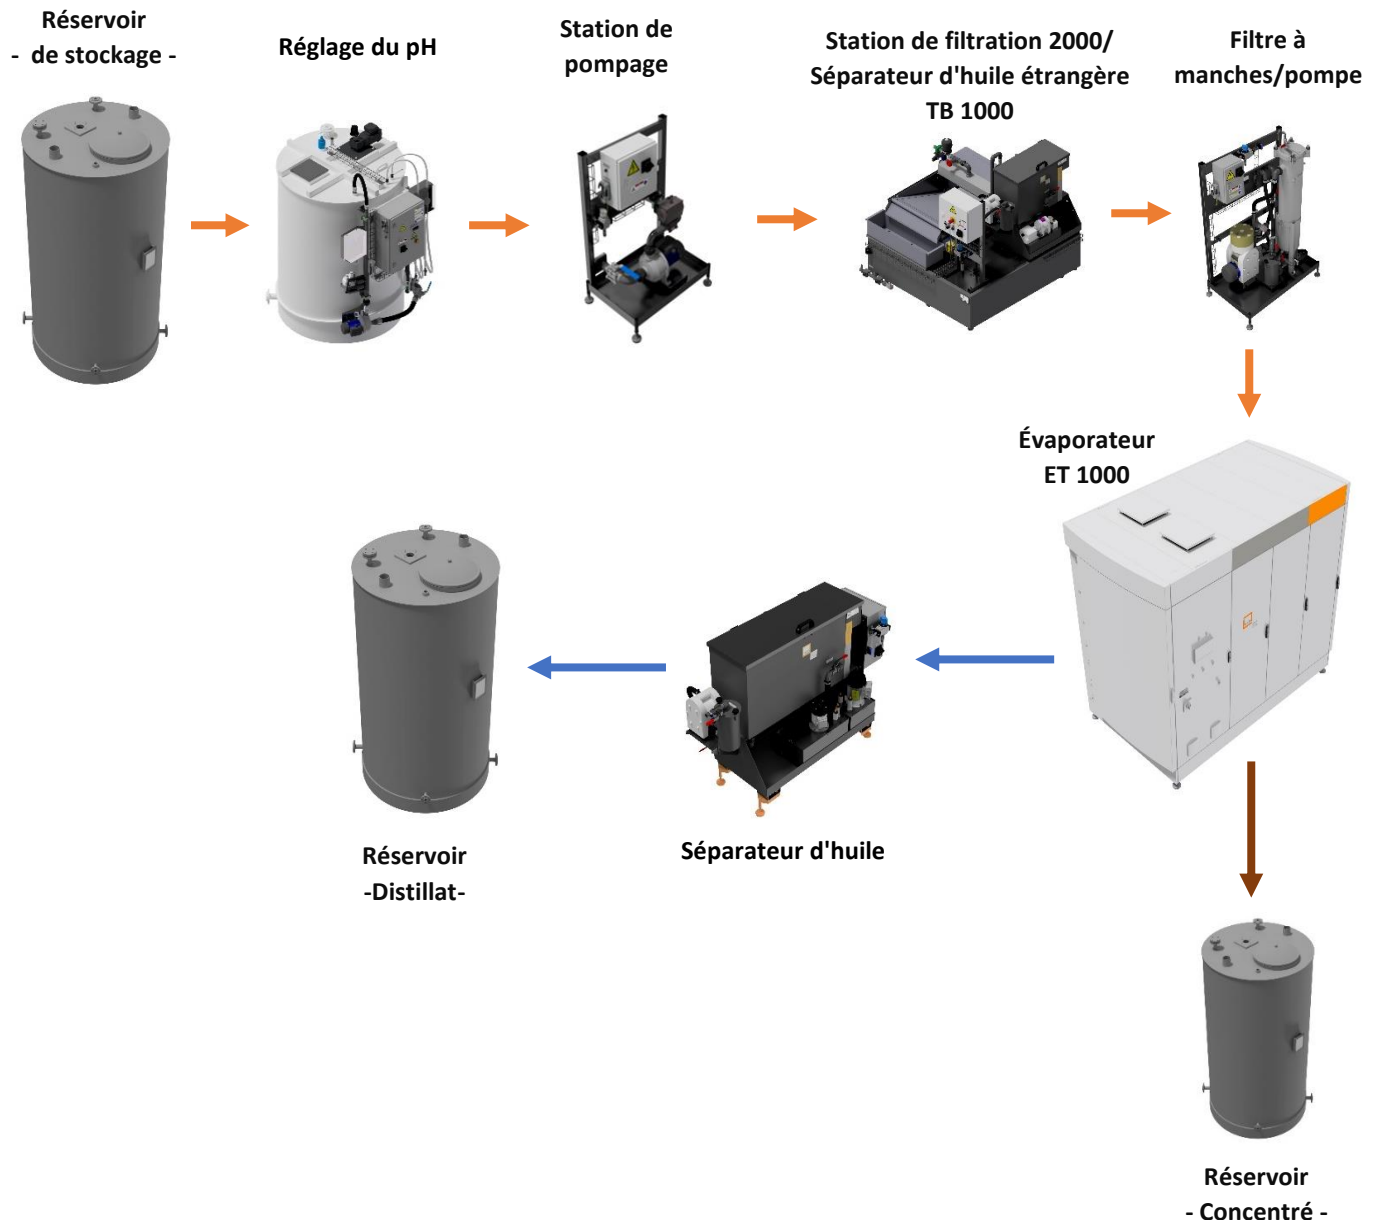 Réservoir
- de stockage -
Réglage du pH
Station de
pompage
Station de filtration 2000/
Séparateur d'huile étrangère
TB 1000
Filtre à
manches/pompe
Évaporateur
ET 1000
Séparateur d'huile
Réservoir
-Distillat-
Réservoir
- Concentré -